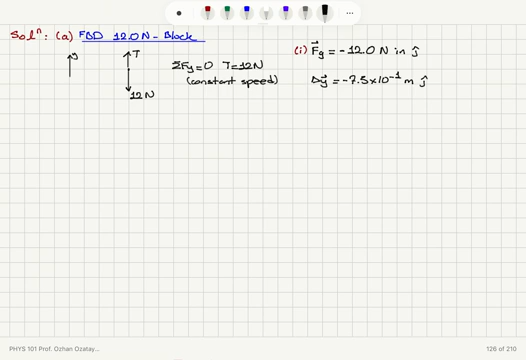 Solⁿ: (a) FBD 12.0 N-Block
y
T
12 N
ΣFy = 0 T = 12 N
(constant speed)
(i) F⃗g = -12.0 N in ĵ
Δy⃗ = -7.5 x 10⁻¹ m ĵ
PHYS 101 Prof. Ozhan Ozatay...
126 of 210